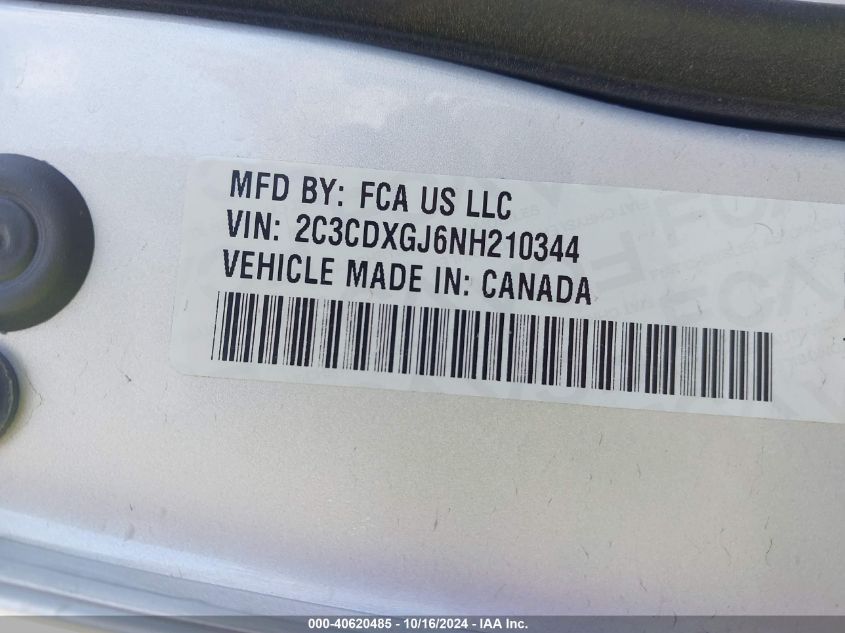 MFD BY: FCA US LLC
VIN: 2C3CDXGJ6NH210344
VEHICLE MADE IN: CANADA
000-40620485 - 10/16/2024 - IAA Inc.